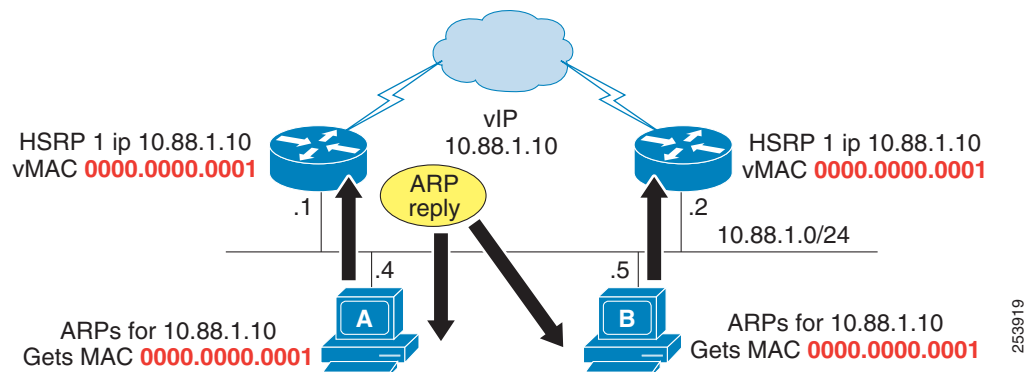 vIP
10.88.1.10
HSRP 1 ip 10.88.1.10
vMAC 0000.0000.0001
HSRP 1 ip 10.88.1.10
vMAC 0000.0000.0001
ARP
reply
.1
.2
10.88.1.0/24
.4
.5
A
B
ARPs for 10.88.1.10
Gets MAC 0000.0000.0001
ARPs for 10.88.1.10
Gets MAC 0000.0000.0001
253919